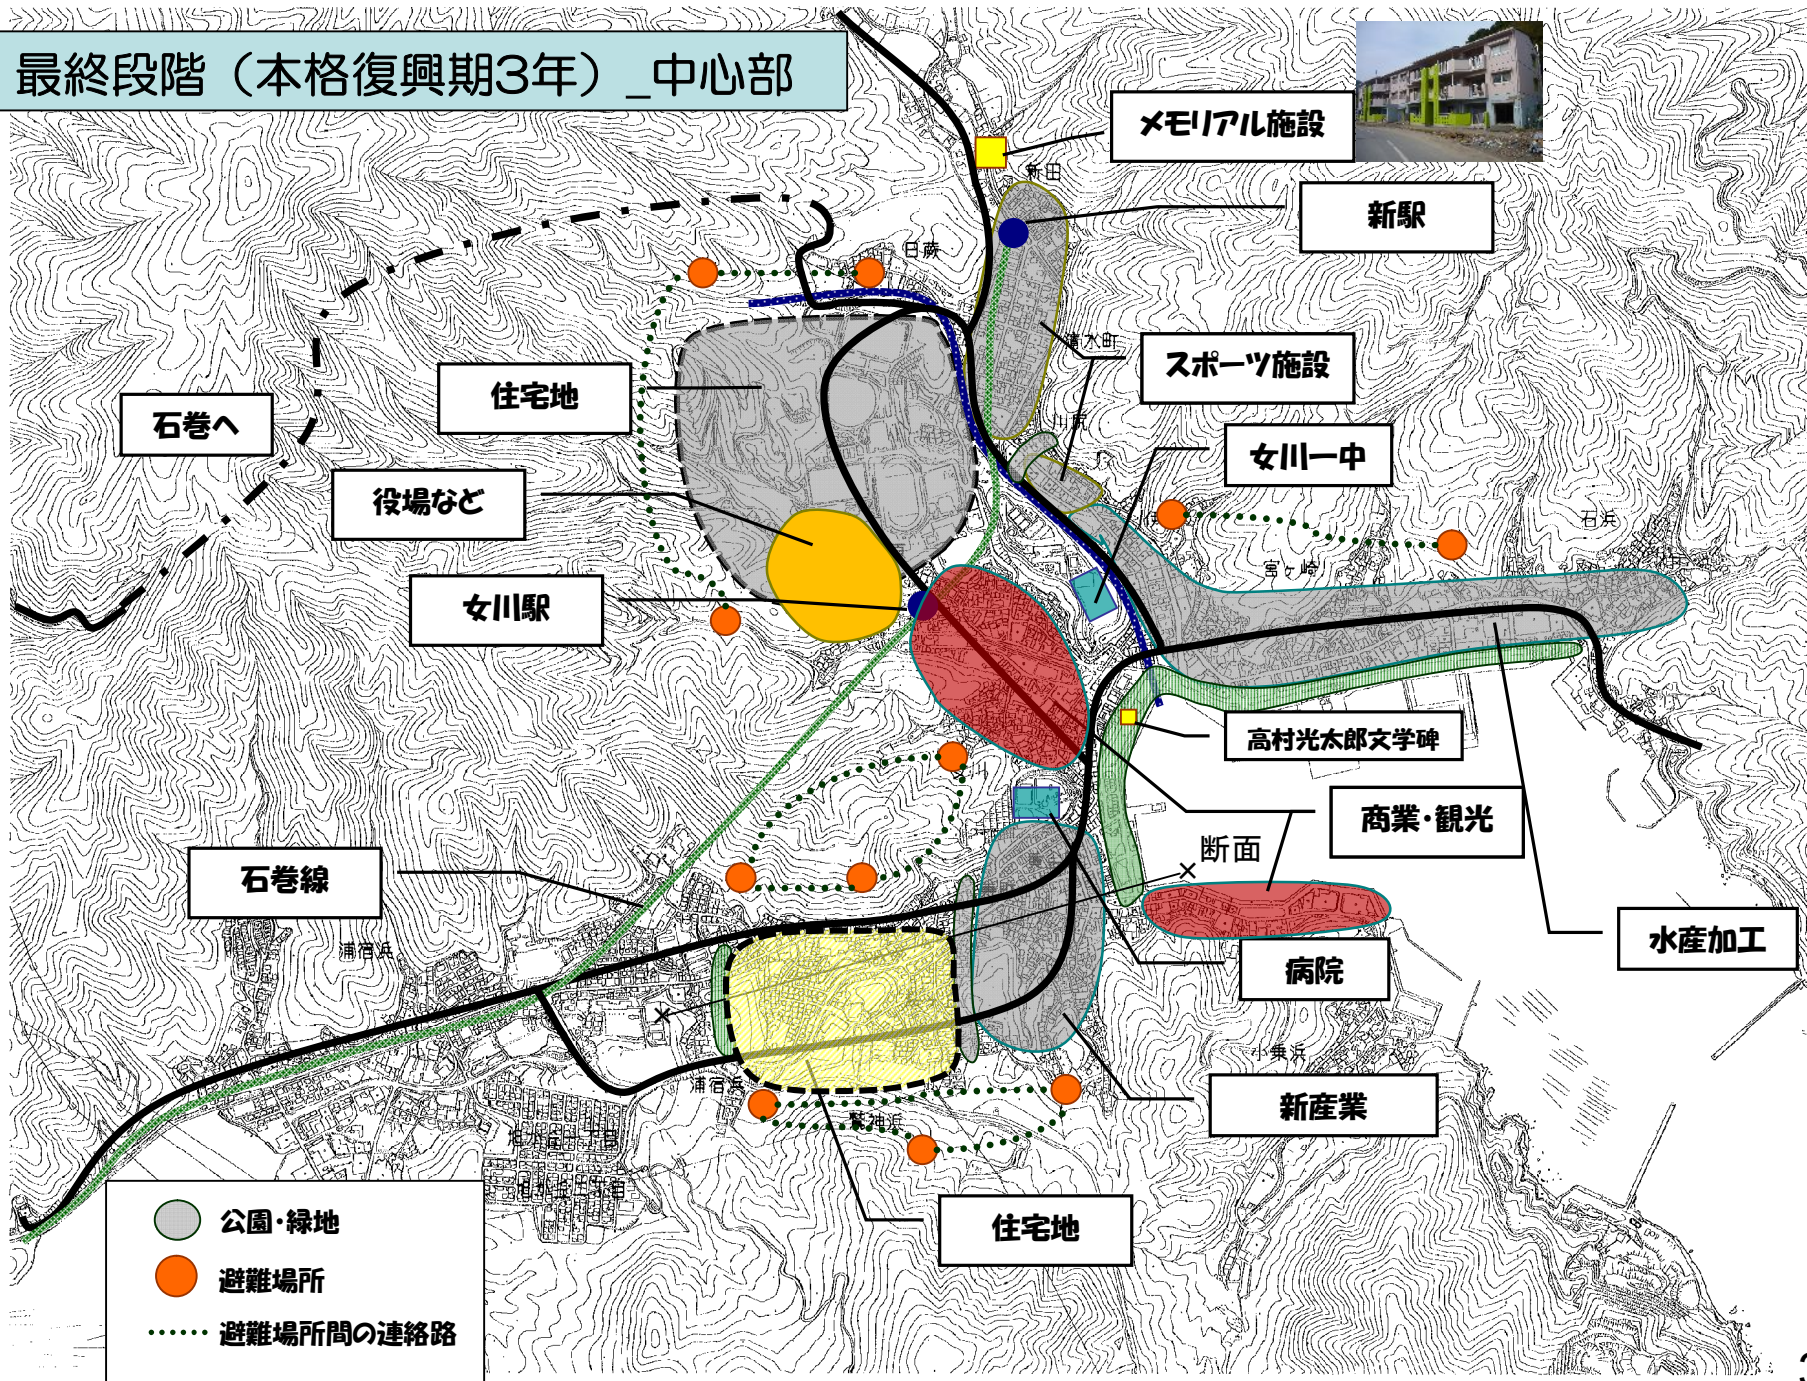 最終段階（本格復興期3年）_中心部
メモリアル施設
新田
新駅
日蕨
清水町
スポーツ施設
住宅地
石巻へ
川尻
女川一中
役場など
石浜
宮ヶ崎
女川駅
高村光太郎文学碑
商業・観光
断面
石巻線
水産加工
浦宿浜
病院
小乗浜
浦宿浜
新産業
鷲神浜
住宅地
公園・緑地
避難場所
避難場所間の連絡路